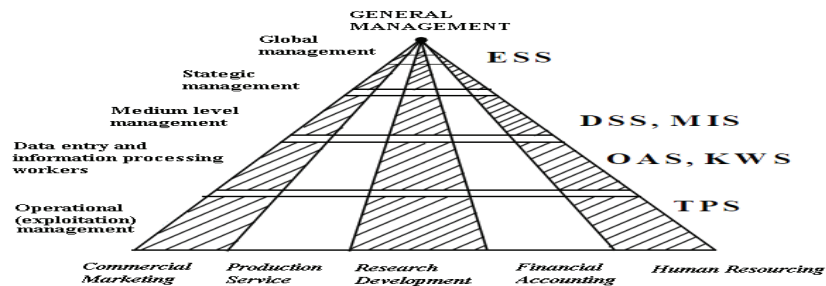 GENERAL
MANAGEMENT
Global
management
ESS
Stategic
management
Medium level
management
DSS, MIS
Data entry and
information processing
workers
OAS, KWS
Operational
(exploitation)
management
TPS
Commercial
Marketing
Production
Service
Research
Development
Financial
Accounting
Human Resourcing